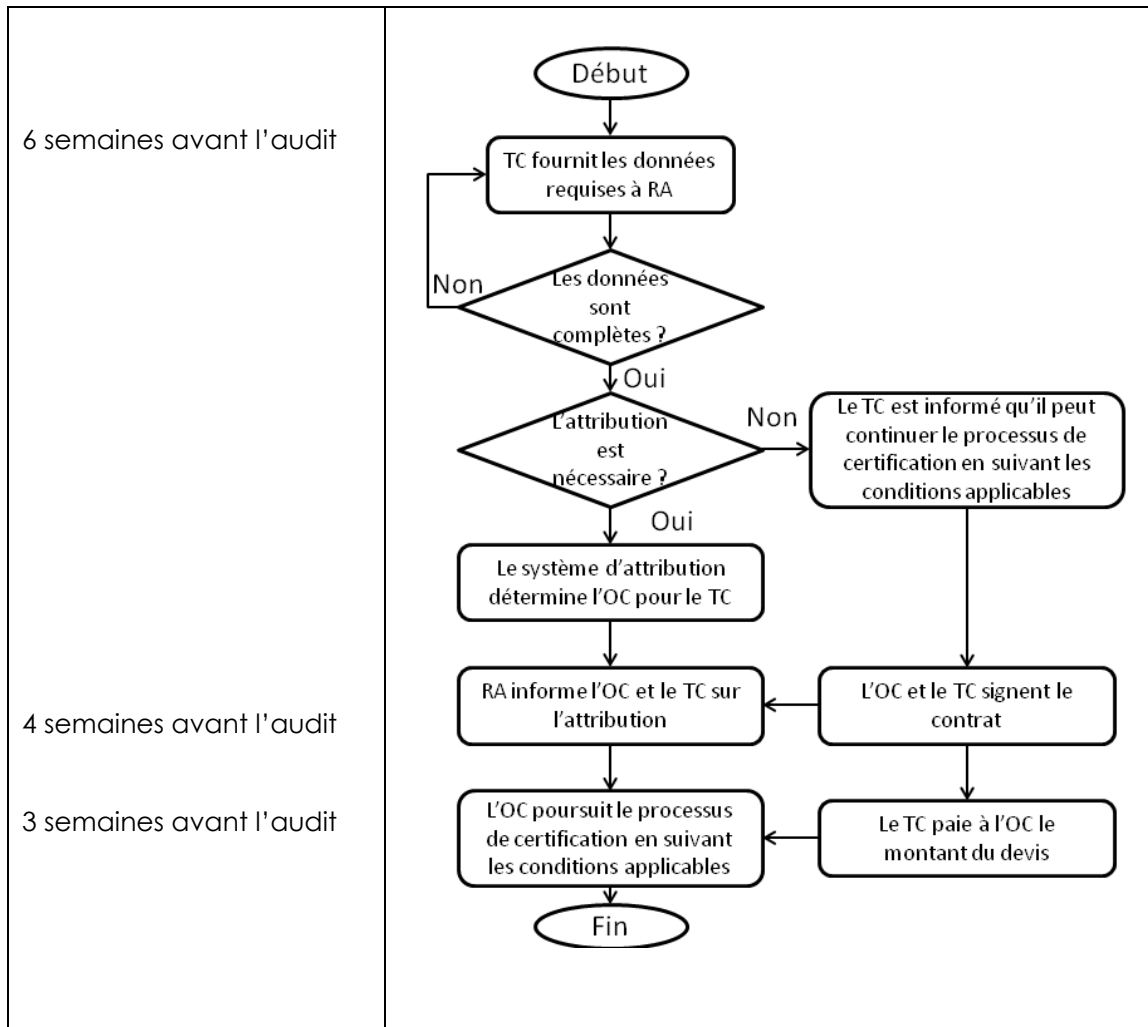 Début
6 semaines avant l'audit
TC fournit les données
requises à RA
Non
Les données
sont
complètes ?
Oui
L'attribution
est
nécessaire ?
Non
Le TC est informé qu'il peut
continuer le processus de
certification en suivant les
conditions applicables
Oui
Le système d'attribution
détermine l'OC pour le TC
4 semaines avant l'audit
RA informe l'OC et le TC sur
l'attribution
L'OC et le TC signent le
contrat
3 semaines avant l'audit
L'OC poursuit le processus
de certification en suivant
les conditions applicables
Le TC paie à l'OC le
montant du devis
Fin